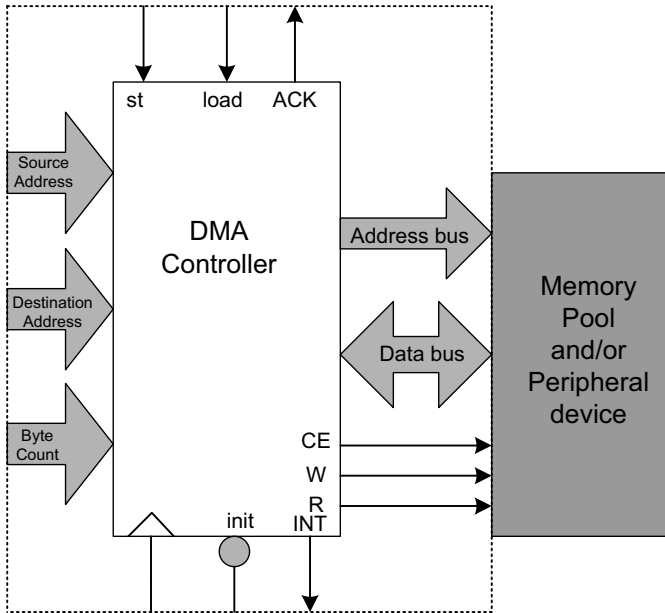 st load ACK
Source
Address
DMA
Controller
Address bus
Destination
Address
Memory
Pool
and/or
Peripheral
device
Data bus
Byte
Count
CE
W
R
init INT